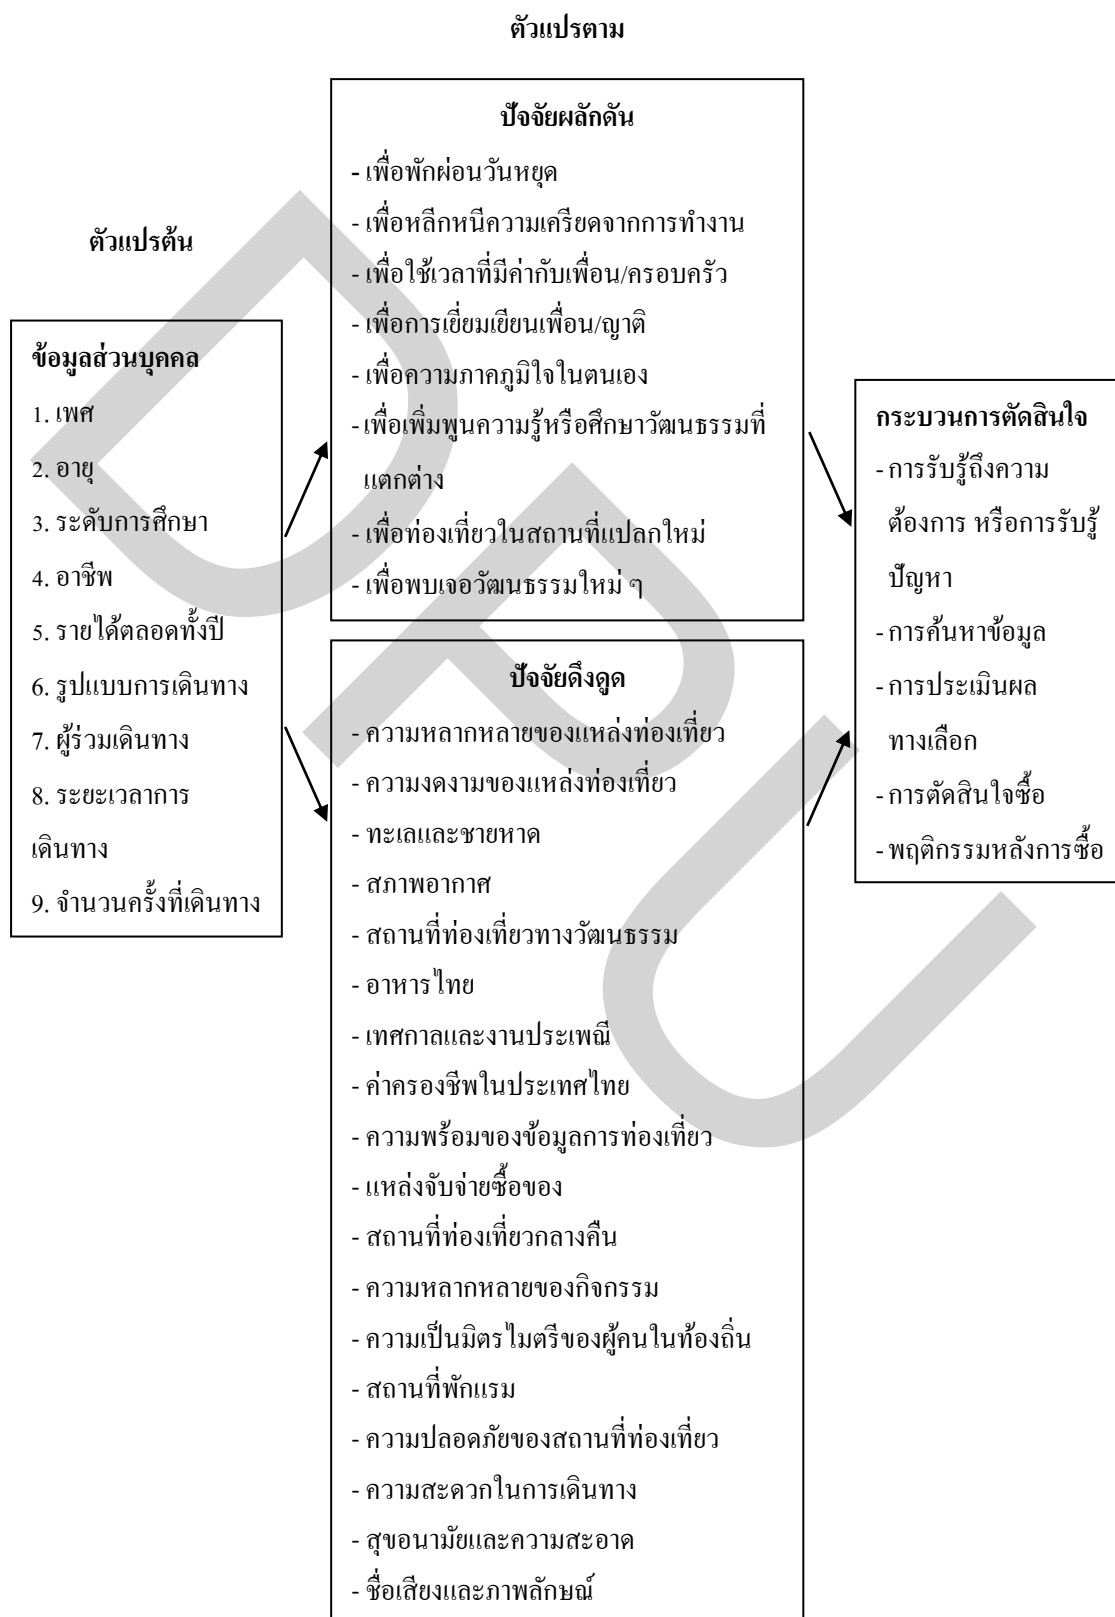 ตัวแปรตาม
ตัวแปรต้น
ข้อมูลส่วนบุคคล
1. เพศ
2. อายุ
3. ระดับการศึกษา
4. อาชีพ
5. รายได้ตลอดทั้งปี
6. รูปแบบการเดินทาง
7. ผู้ร่วมเดินทาง
8. ระยะเวลาการ
เดินทาง
9. จำนวนครั้งที่เดินทาง
ปัจจัยผลักดัน
- เพื่อพักผ่อนวันหยุด
- เพื่อหลีกหนีความเครียดจากการทำงาน
- เพื่อใช้เวลาที่มีค่ากับเพื่อน/ครอบครัว
- เพื่อการเยี่ยมเยียนเพื่อน/ญาติ
- เพื่อความภาคภูมิใจในตนเอง
- เพื่อเพิ่มพูนความรู้หรือศึกษาวัฒนธรรมที่
แตกต่าง
- เพื่อท่องเที่ยวในสถานที่แปลกใหม่
- เพื่อพบเจอวัฒนธรรมใหม่ ๆ
ปัจจัยดึงดูด
- ความหลากหลายของแหล่งท่องเที่ยว
- ความงดงามของแหล่งท่องเที่ยว
- ทะเลและชายหาด
- สภาพอากาศ
- สถานที่ท่องเที่ยวทางวัฒนธรรม
- อาหารไทย
- เทศกาลและงานประเพณี
- ค่าครองชีพในประเทศไทย
- ความพร้อมของข้อมูลการท่องเที่ยว
- แหล่งจับจ่ายซื้อของ
- สถานที่ท่องเที่ยวกลางคืน
- ความหลากหลายของกิจกรรม
- ความเป็นมิตรไมตรีของผู้คนในท้องถิ่น
- สถานที่พักแรม
- ความปลอดภัยของสถานที่ท่องเที่ยว
- ความสะดวกในการเดินทาง
- สุขอนามัยและความสะอาด
- ชื่อเสียงและภาพลักษณ์
กระบวนการตัดสินใจ
- การรับรู้ถึงความ
ต้องการ หรือการรับรู้
ปัญหา
- การค้นหาข้อมูล
- การประเมินผล
ทางเลือก
- การตัดสินใจซื้อ
- พฤติกรรมหลังการซื้อ
DPU